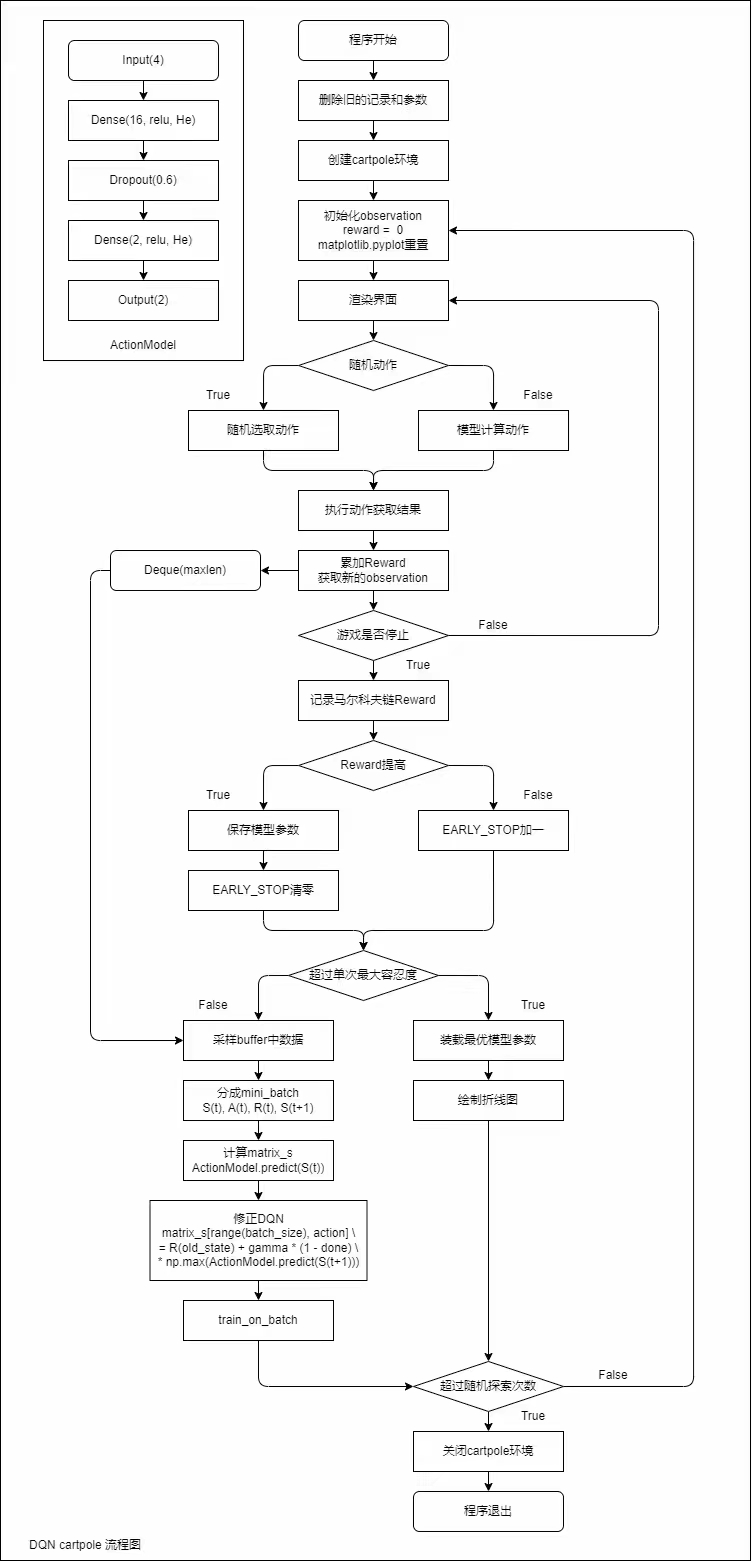 Input(4)
Dense(16, relu, He)
Dropout(0.6)
Dense(2, relu, He)
Output(2)
ActionModel
程序开始
删除旧的记录和参数
创建cartpole环境
初始化observation
reward = 0
matplotlib.pyplot重置
渲染界面
随机动作
True
False
随机选取动作
模型计算动作
执行动作获取结果
累加Reward
获取新的observation
Deque(maxlen)
游戏是否停止
False
True
记录马尔科夫链Reward
Reward提高
True
False
保存模型参数
EARLY_STOP加一
EARLY_STOP清零
超过单次最大容忍度
False
True
采样buffer中数据
装载最优模型参数
分成mini_batch
S(t), A(t), R(t), S(t+1)
绘制折线图
计算matrix_s
ActionModel.predict(S(t))
修正DQN
matrix_s[range(batch_size), action] \
= R(old_state) + gamma * (1 - done) \
* np.max(ActionModel.predict(S(t+1)))
train_on_batch
超过随机探索次数
False
True
关闭cartpole环境
程序退出
DQN cartpole 流程图